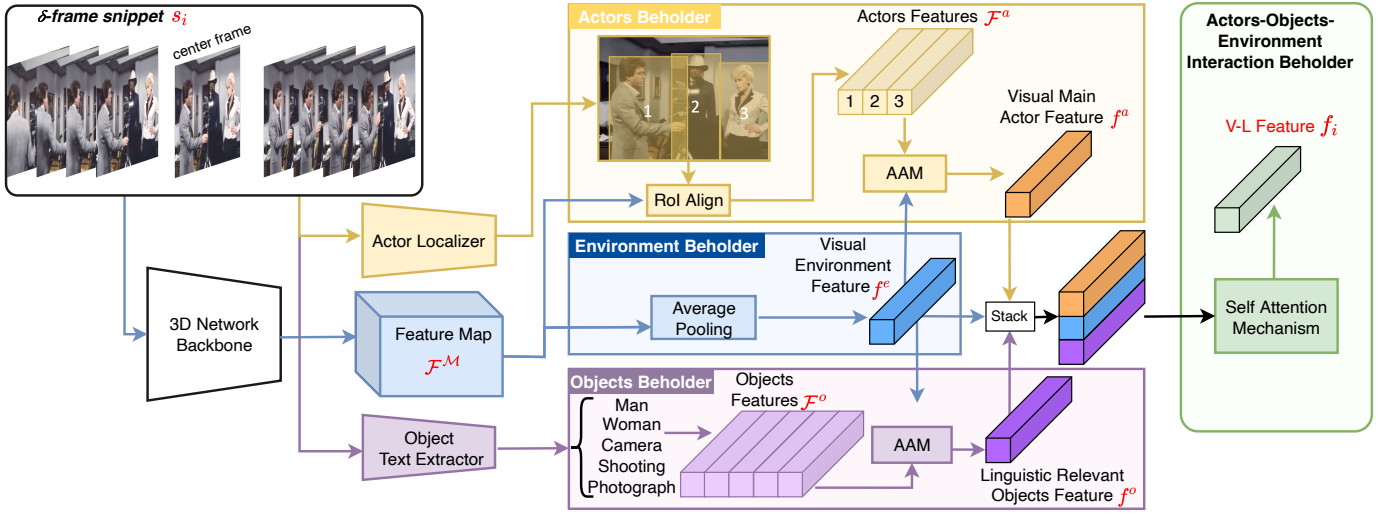 δ-frame snippet s_i
center frame
Actors Beholder
1
2
3
RoI Align
Actors Features F^a
1 2 3
AAM
Visual Main
Actor Feature f^a
Actors-Objects-
Environment
Interaction Beholder
V-L Feature f_i
Self Attention
Mechanism
Actor Localizer
3D Network
Backbone
Feature Map
F^M
Object
Text Extractor
Environment Beholder
Average
Pooling
Visual
Environment
Feature f^e
Stack
Objects Beholder
Man
Woman
Camera
Shooting
Photograph
Objects
Features F^o
AAM
Linguistic Relevant
Objects Feature f^o